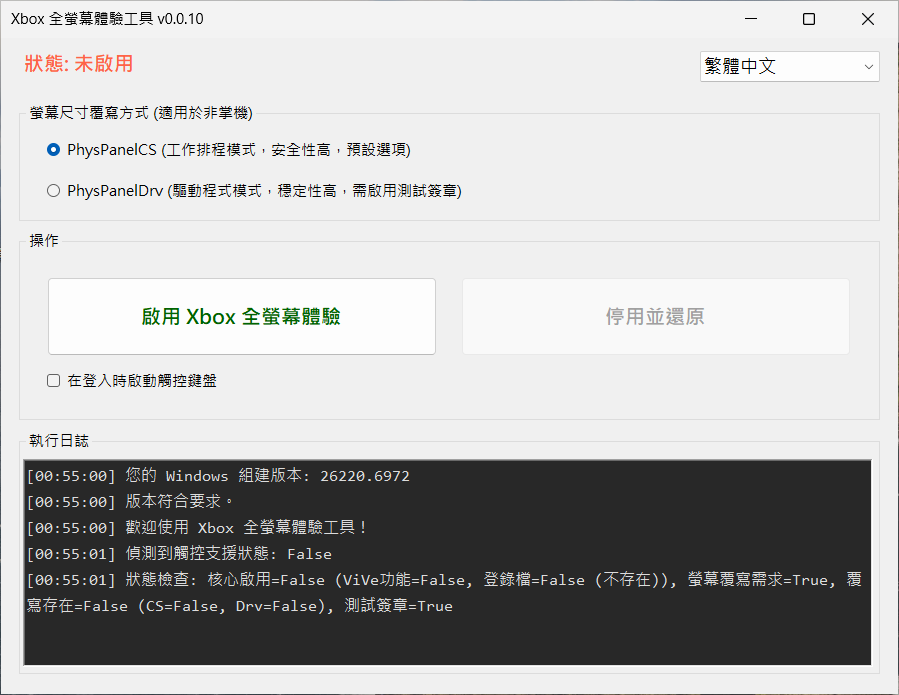 Xbox 全螢幕體驗工具 v0.0.10
狀態: 未啟用
繁體中文
螢幕尺寸覆寫方式 (適用於非掌機)
PhysPanelCS (工作排程模式，安全性高，預設選項)
PhysPanelDrv (驅動程式模式，穩定性高，需啟用測試簽章)
操作
啟用 Xbox 全螢幕體驗
停用並還原
在登入時啟動觸控鍵盤
執行日誌
[00:55:00] 您的 Windows 組建版本: 26220.6972
[00:55:00] 版本符合要求。
[00:55:00] 歡迎使用 Xbox 全螢幕體驗工具！
[00:55:01] 偵測到觸控支援狀態: False
[00:55:01] 狀態檢查: 核心啟用=False (ViVe功能=False, 登錄檔=False (不存在)), 螢幕覆寫需求=True, 覆
寫存在=False (CS=False, Drv=False), 測試簽章=True